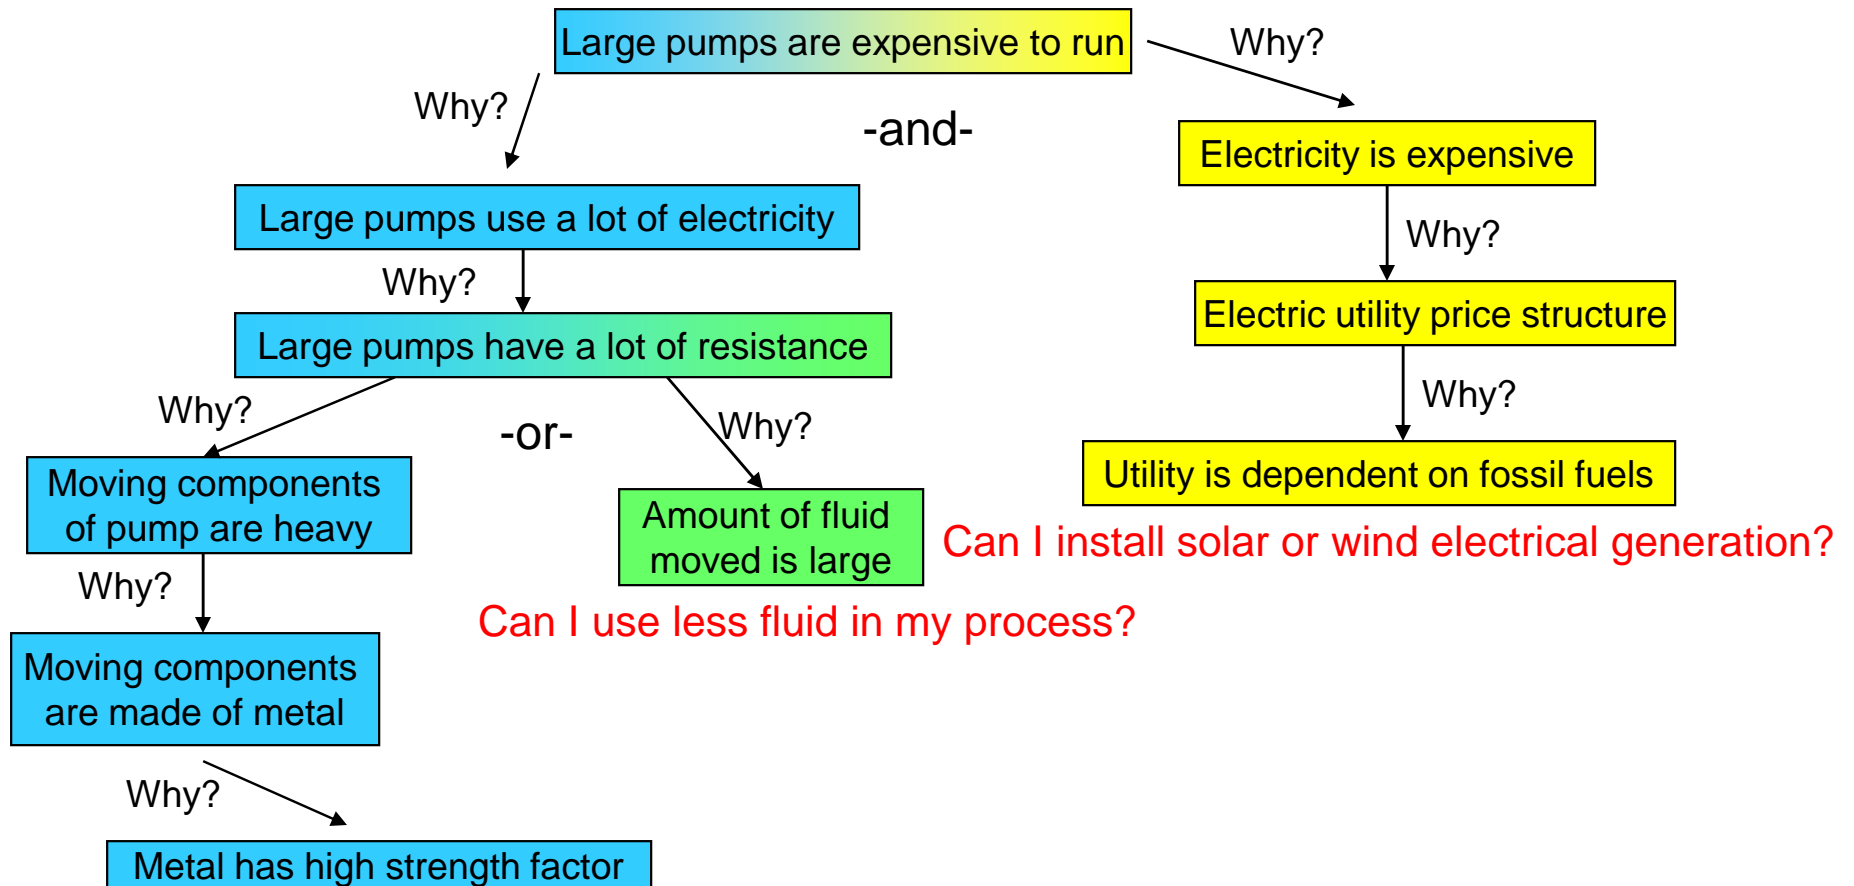 Large pumps are expensive to run
Why?
Why?
-and-
Electricity is expensive
Large pumps use a lot of electricity
Why?
Why?
Electric utility price structure
Large pumps have a lot of resistance
Why?
Why?
-or-
Why?
Moving components
of pump are heavy
Utility is dependent on fossil fuels
Amount of fluid
moved is large
Can I install solar or wind electrical generation?
Why?
Can I use less fluid in my process?
Moving components
are made of metal
Why?
Metal has high strength factor